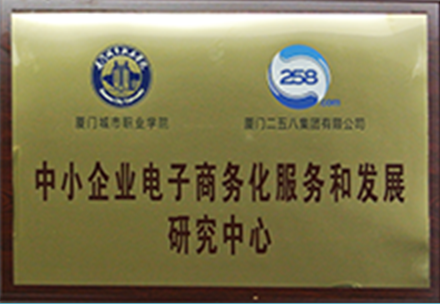 258
.com
厦门城市职业学院
厦门二五八集团有限公司
中小企业电子商务化服务和发展
研究中心